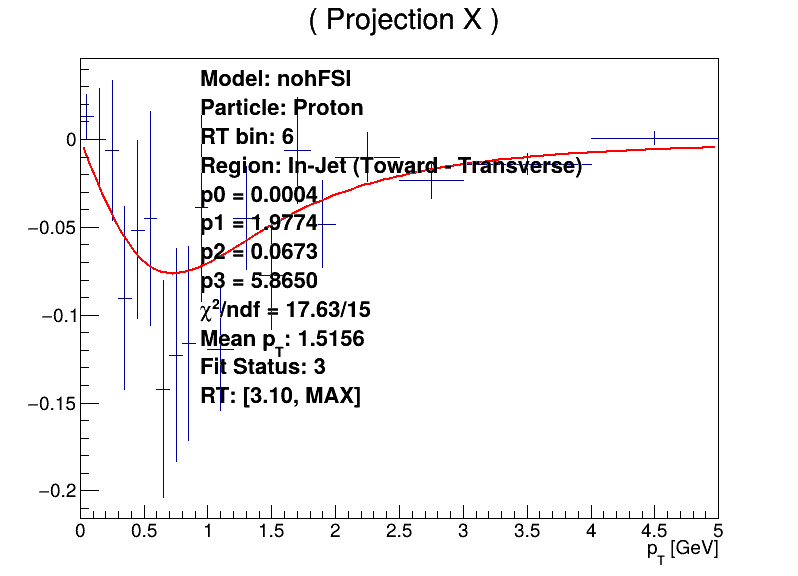 ( Projection X )
Model: nohFSI
Particle: Proton
RT bin: 6
Region: In-Jet (Toward - Transverse)
p0 = 0.0004
p1 = 1.9774
p2 = 0.0673
p3 = 5.8650
χ²/ndf = 17.63/15
Mean p_T: 1.5156
Fit Status: 3
RT: [3.10, MAX]
0
−0.05
−0.1
−0.15
−0.2
0 0.5 1 1.5 2 2.5 3 3.5 4 4.5 5
p_T [GeV]